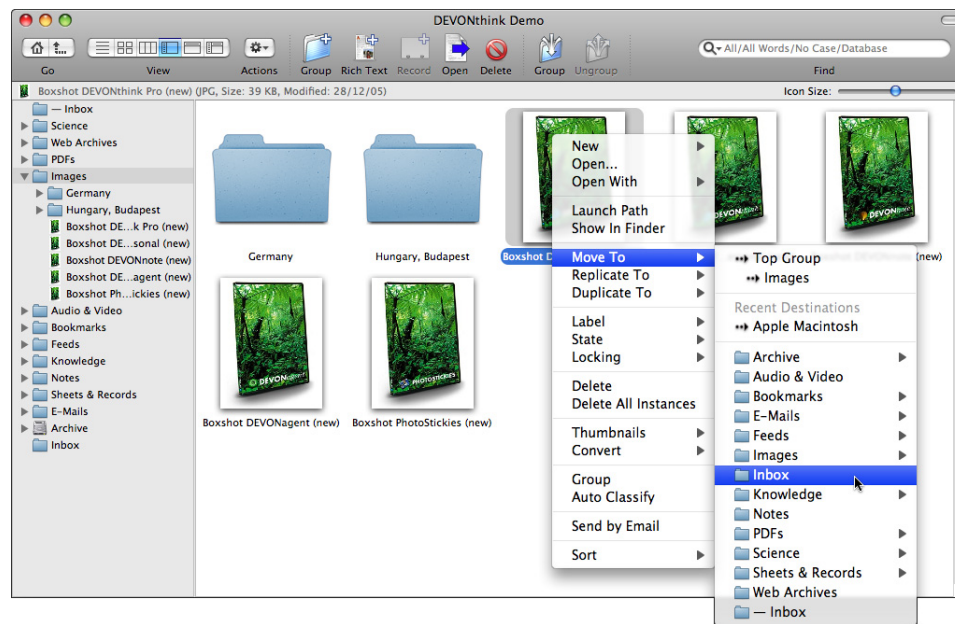 DEVONthink Demo
All/All Words/No Case/Database
Go View Actions Group Rich Text Record Open Delete Group Ungroup Find
Boxshot DEVONthink Pro (new) (JPG, Size: 39 KB, Modified: 28/12/05) Icon Size:
— Inbox
Science
Web Archives
PDFs
Images
Germany
Hungary, Budapest
Boxshot DE...k Pro (new)
Boxshot DE...sonal (new)
Boxshot DEVONnote (new)
Boxshot DE...agent (new)
Boxshot Ph...ickies (new)
Audio & Video
Bookmarks
Feeds
Knowledge
Notes
Sheets & Records
E-Mails
Archive
Inbox
Germany
Hungary, Budapest
Boxshot D
(new)
DEVON
DEVON
DEVON
PHOTOSTICKIES
Boxshot DEVONagent (new)
Boxshot PhotoStickies (new)
New
Open...
Open With
Launch Path
Show In Finder
Move To
Replicate To
Duplicate To
Label
State
Locking
Delete
Delete All Instances
Thumbnails
Convert
Group
Auto Classify
Send by Email
Sort
Top Group
Images
Recent Destinations
Apple Macintosh
Archive
Audio & Video
Bookmarks
E-Mails
Feeds
Images
Inbox
Knowledge
Notes
PDFs
Science
Sheets & Records
Web Archives
— Inbox